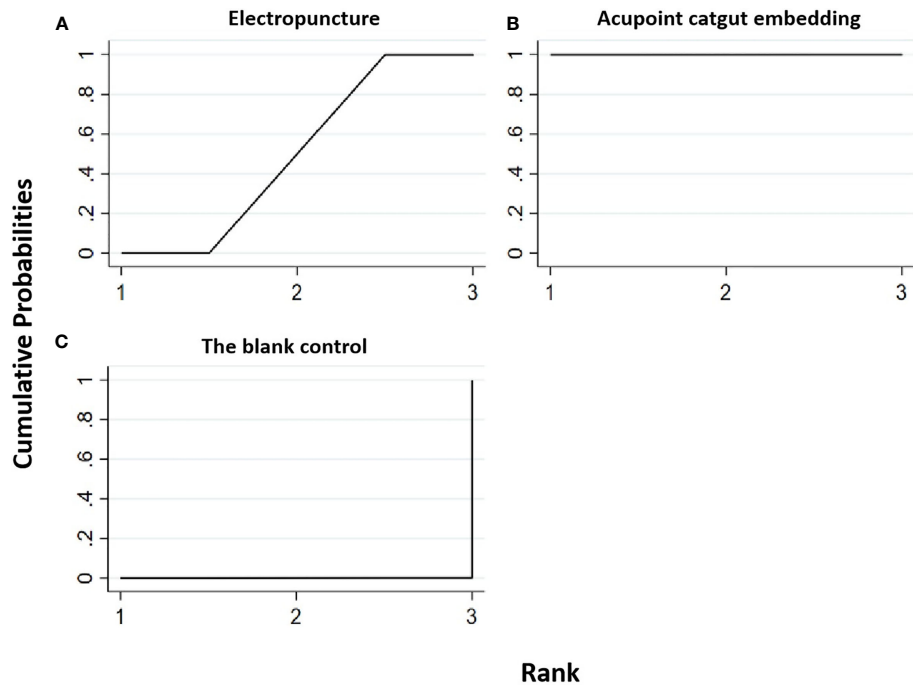 A
Electropuncture
1
.8
.6
.4
.2
0
1 2 3
B
Acupoint catgut embedding
1
.8
.6
.4
.2
0
1 2 3
C
The blank control
1
.8
.6
.4
.2
0
1 2 3
Cumulative Probabilities
Rank